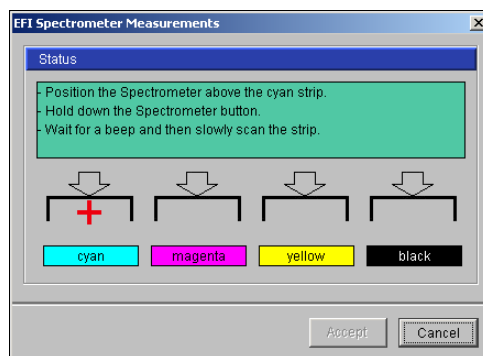 EFI Spectrometer Measurements
Status
- Position the Spectrometer above the cyan strip.
- Hold down the Spectrometer button.
- Wait for a beep and then slowly scan the strip.
cyan magenta yellow black
Accept Cancel